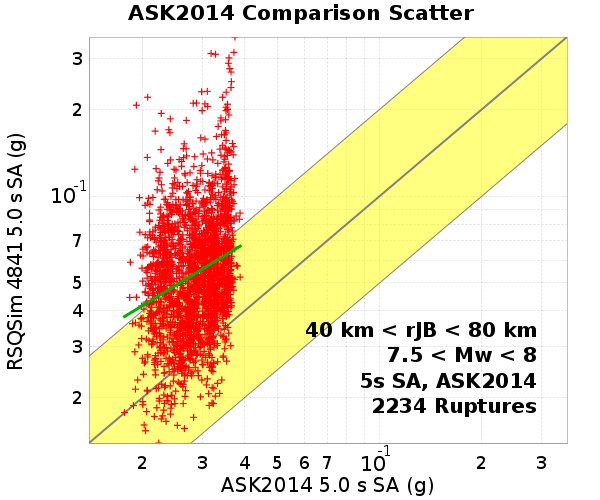 ASK2014 Comparison Scatter
RSQSim 4841 5.0 s SA (g)
3
2
10-1
7
5
4
3
2
40 km < rJB < 80 km
7.5 < Mw < 8
5s SA, ASK2014
2234 Ruptures
2 3 4 5 6 7 10-1 2 3
ASK2014 5.0 s SA (g)